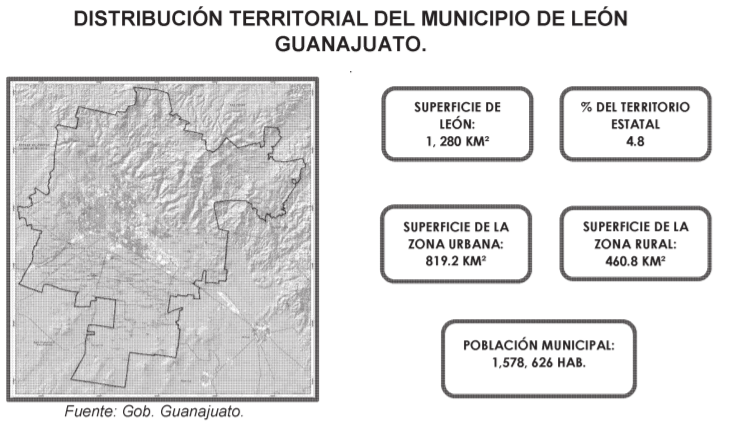 DISTRIBUCIÓN TERRITORIAL DEL MUNICIPIO DE LEÓN
GUANAJUATO.
SUPERFICIE DE
LEÓN:
1, 280 KM²
% DEL TERRITORIO
ESTATAL
4.8
SUPERFICIE DE LA
ZONA URBANA:
819.2 KM²
SUPERFICIE DE LA
ZONA RURAL:
460.8 KM²
POBLACIÓN MUNICIPAL:
1,578, 626 HAB.
Fuente: Gob. Guanajuato.